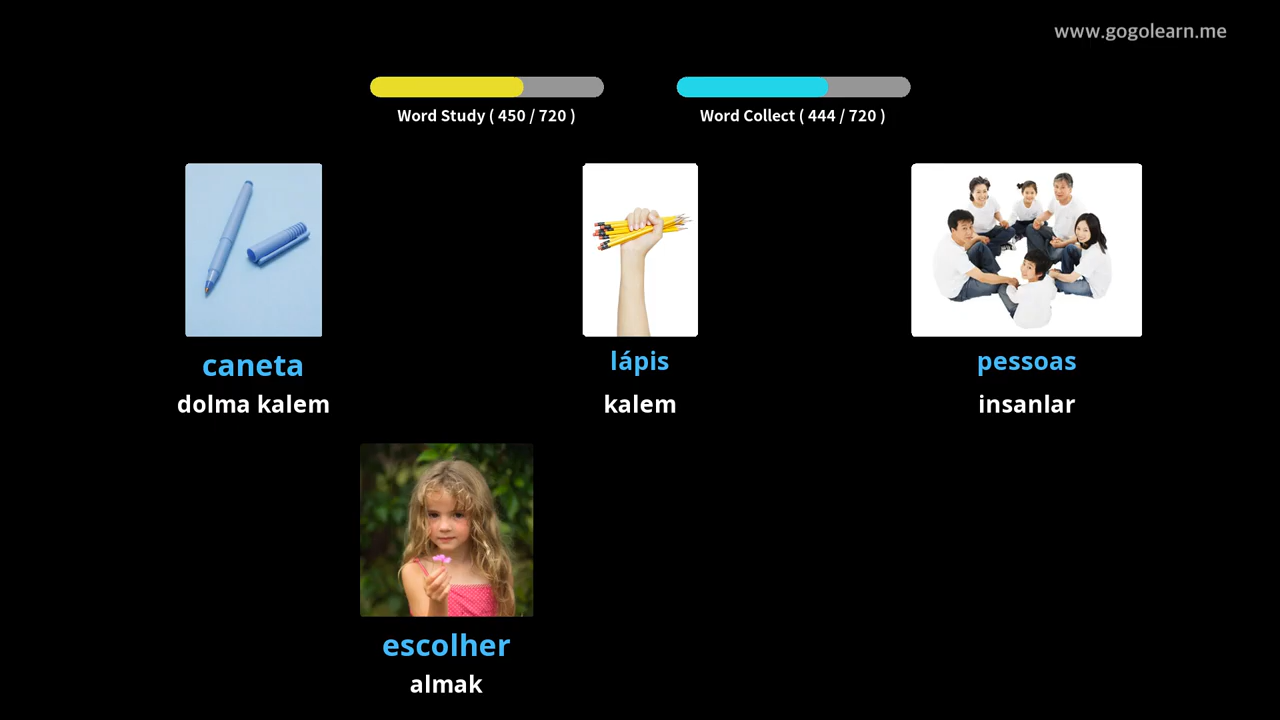 www.gogolearn.me
Word Study ( 450 / 720 )
Word Collect ( 444 / 720 )
caneta
dolma kalem
lápis
kalem
pessoas
insanlar
escolher
almak